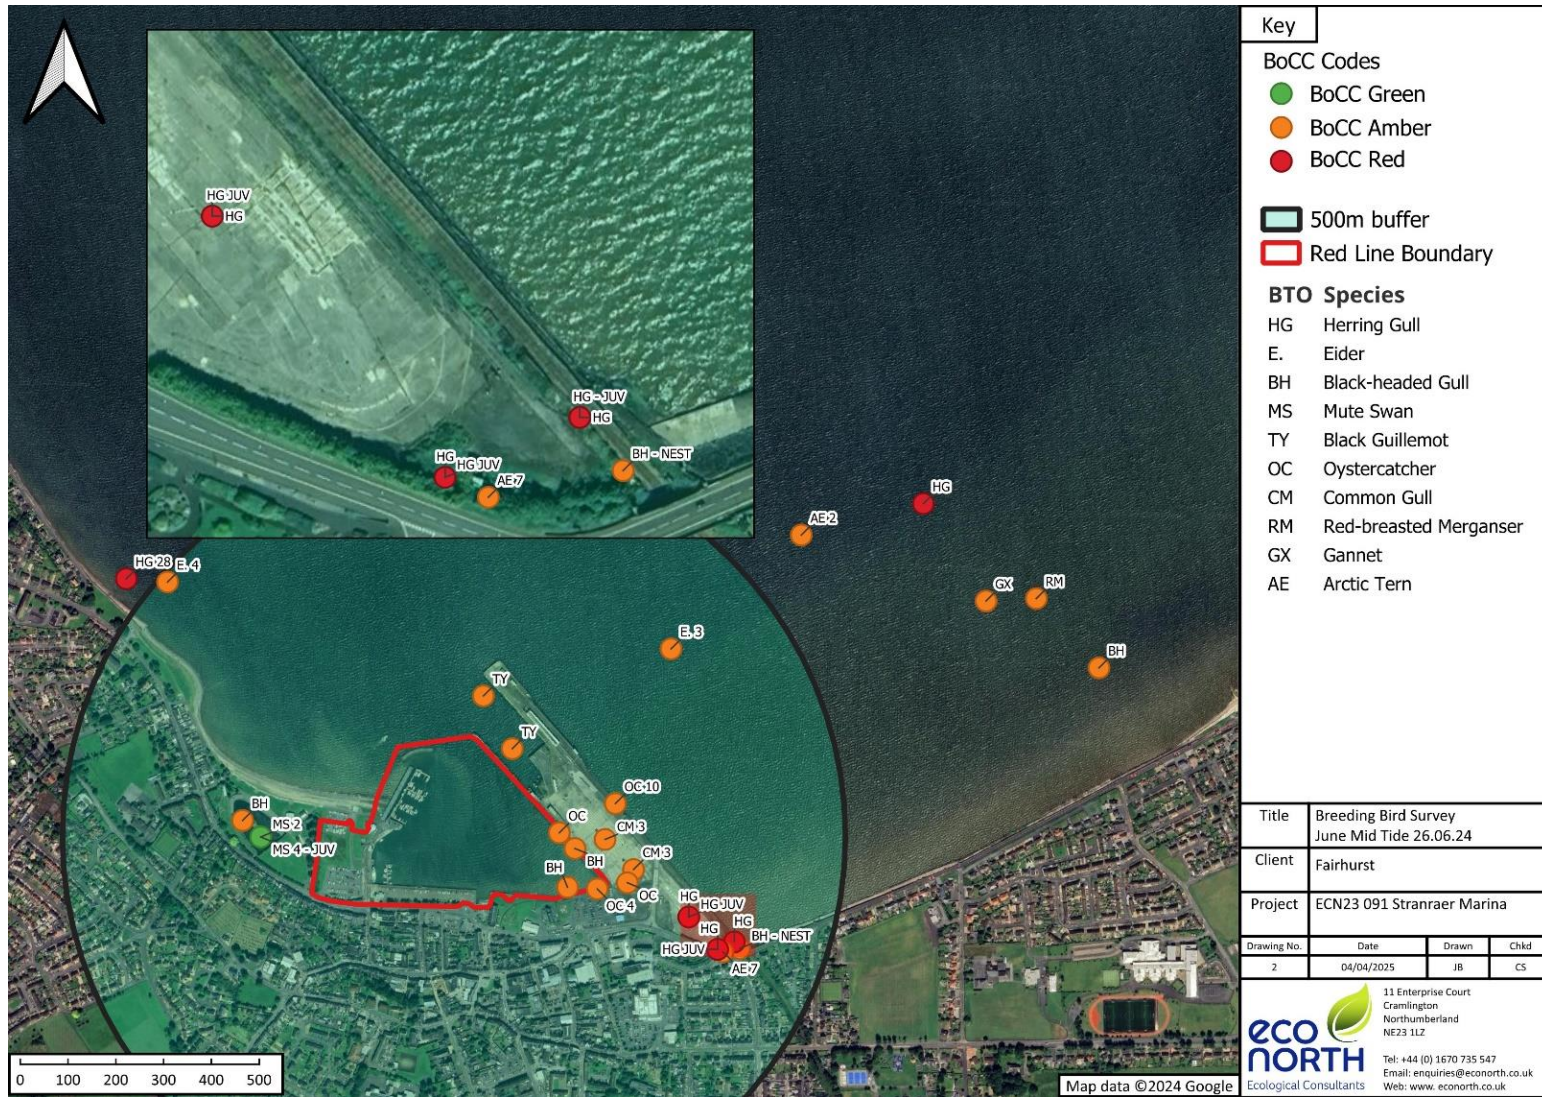 HG JUV
HG
HG - JUV
HG
HG
HG JUV
BH - NEST
AE 7
HG
AE 2
HG 28
E. 4
GX
RM
E. 3
BH
TY
TY
OC 10
BH
OC
MS 2
CM 3
MS 4 - JUV
CM 3
BH
BH
OC
OC 4
HG
HG JUV
HG
HG
BH - NEST
HG JUV
AE 7
0 100 200 300 400 500
Map data ©2024 Google
Key
BoCC Codes
BoCC Green
BoCC Amber
BoCC Red
500m buffer
Red Line Boundary
BTO Species
HG Herring Gull
E. Eider
BH Black-headed Gull
MS Mute Swan
TY Black Guillemot
OC Oystercatcher
CM Common Gull
RM Red-breasted Merganser
GX Gannet
AE Arctic Tern
Title Breeding Bird Survey
June Mid Tide 26.06.24
Client Fairhurst
Project ECN23 091 Stranraer Marina
Drawing No. Date Drawn Chkd
2 04/04/2025 JB CS
eco
NORTH
Ecological Consultants
11 Enterprise Court
Cramlington
Northumberland
NE23 1LZ
Tel: +44 (0) 1670 735 547
Email: enquiries@econorth.co.uk
Web: www. econorth.co.uk